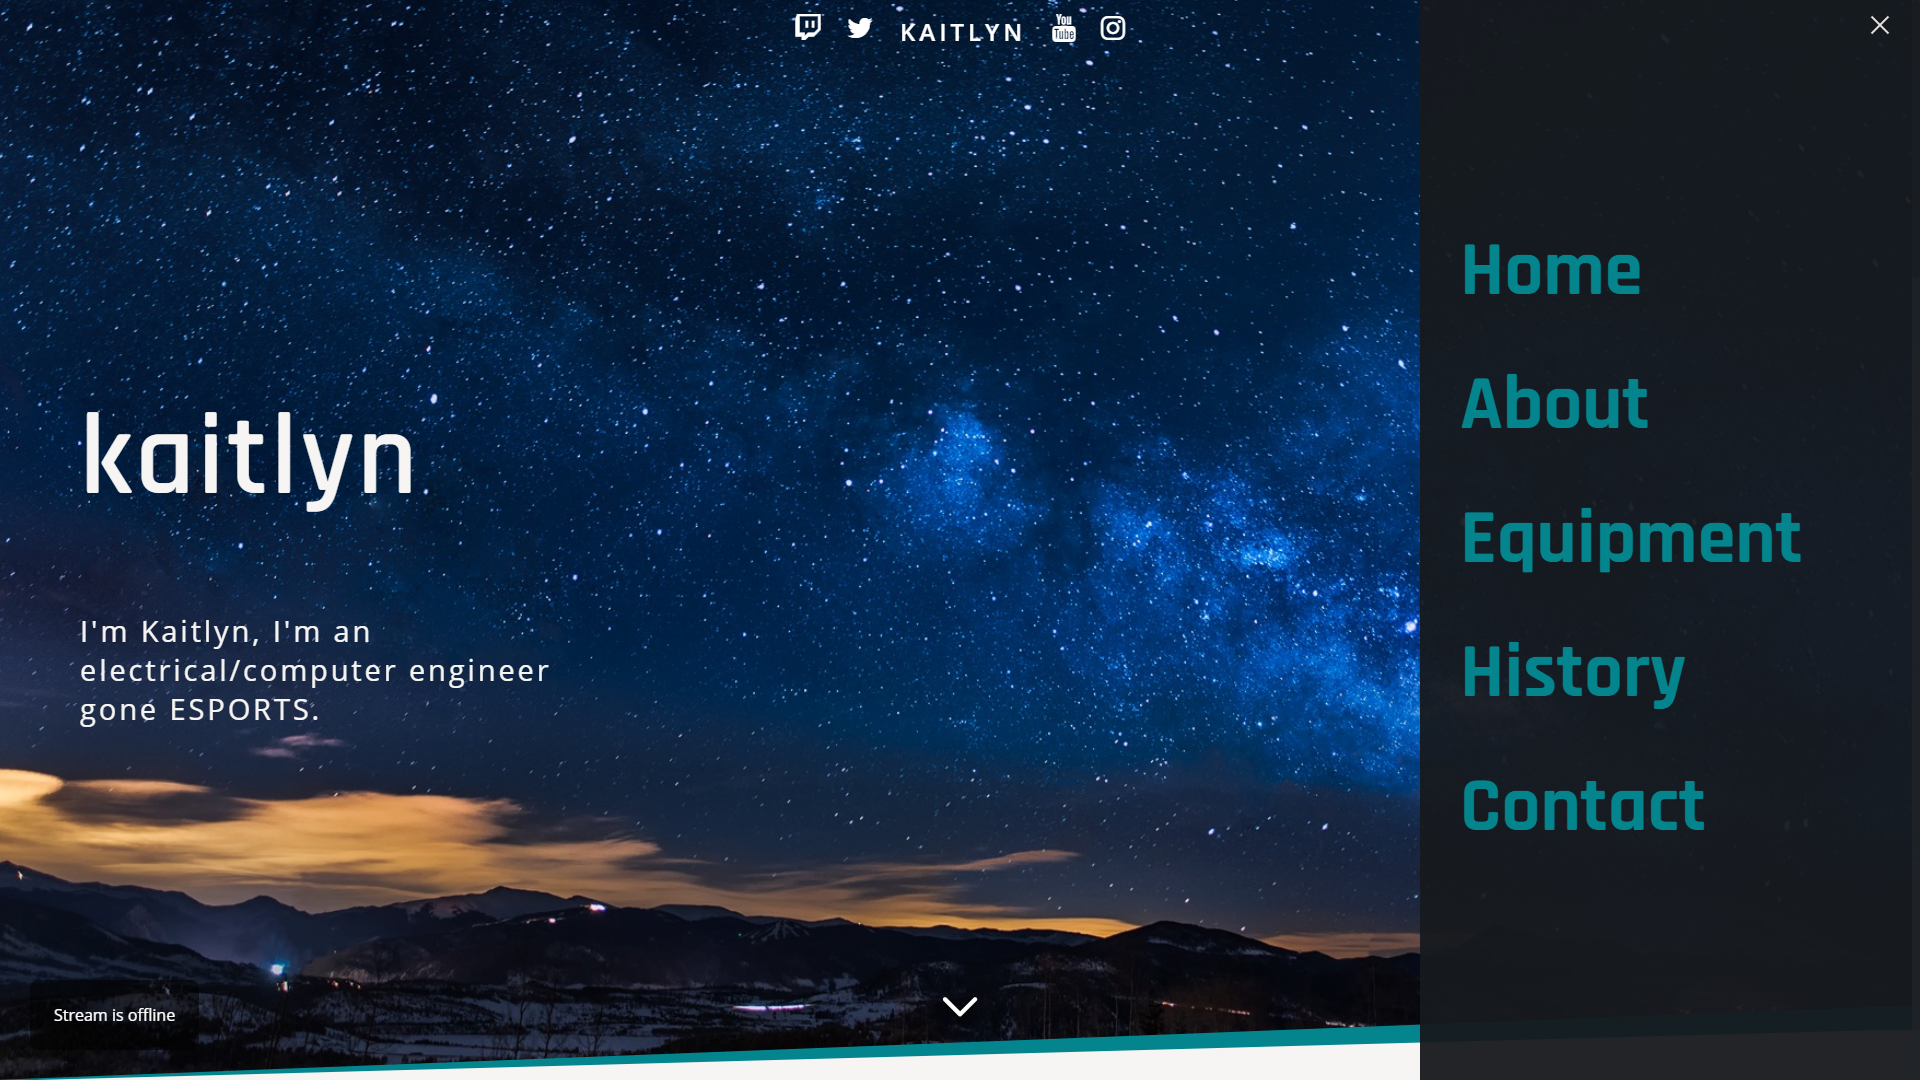 KAITLYN
You
Tube
Home
About
Equipment
History
Contact
kaitlyn
I'm Kaitlyn, I'm an
electrical/computer engineer
gone ESPORTS.
Stream is offline